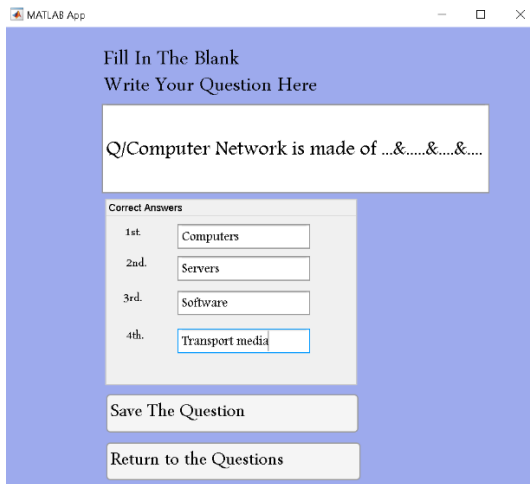 MATLAB App
Fill In The Blank
Write Your Question Here
Q/Computer Network is made of ...&.....&....&....
Correct Answers
1st. Computers
2nd. Servers
3rd. Software
4th. Transport media
Save The Question
Return to the Questions